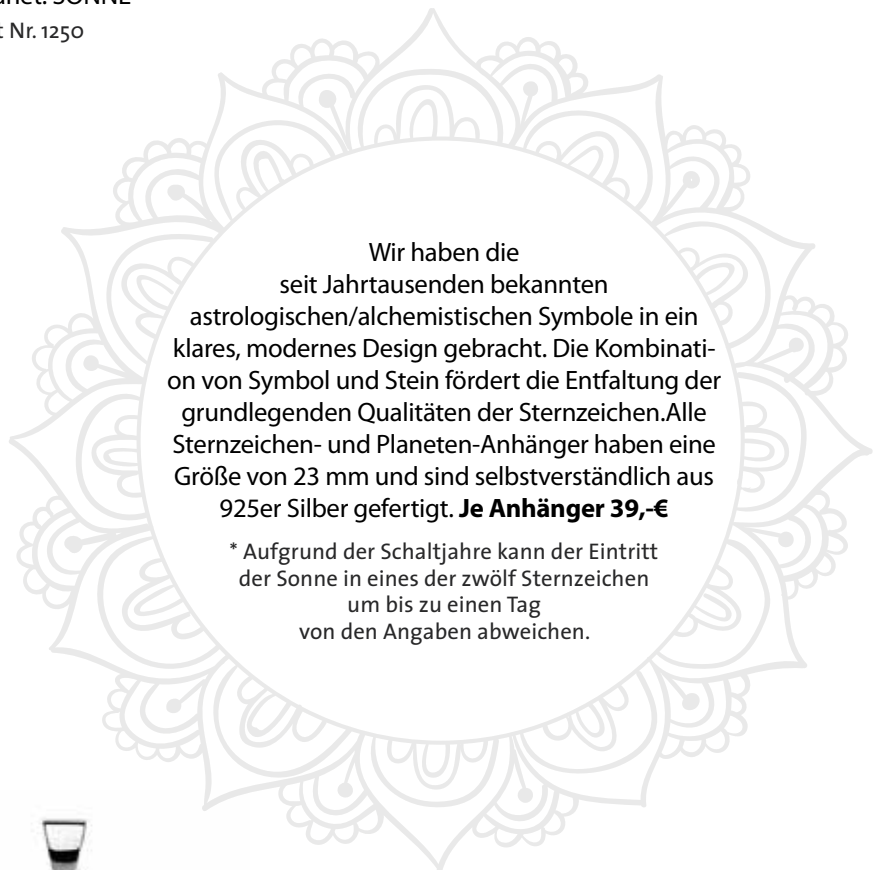 SONNE
Nr. 1250
Wir haben die
seit Jahrtausenden bekannten
astrologischen/alchemistischen Symbole in ein
klares, modernes Design gebracht. Die Kombinati-
on von Symbol und Stein fördert die Entfaltung der
grundlegenden Qualitäten der Sternzeichen.Alle
Sternzeichen- und Planeten-Anhänger haben eine
Größe von 23 mm und sind selbstverständlich aus
925er Silber gefertigt. Je Anhänger 39,-€
* Aufgrund der Schaltjahre kann der Eintritt
der Sonne in eines der zwölf Sternzeichen
um bis zu einen Tag
von den Angaben abweichen.